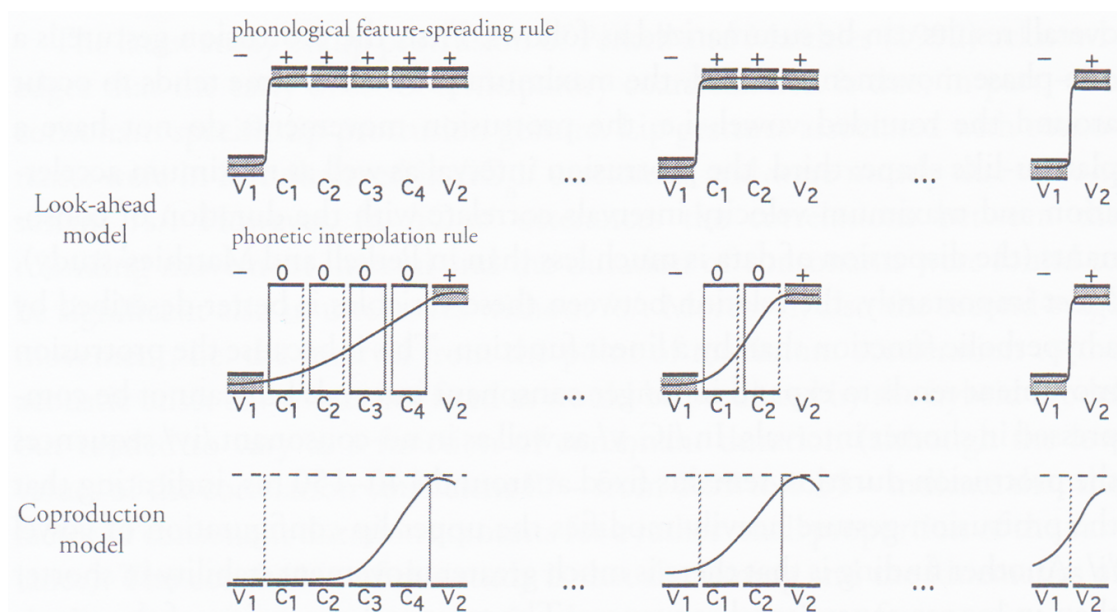 phonological feature-spreading rule
− + + + + + − + + + − +
V1 C1 C2 C3 C4 V2 ... V1 C1 C2 V2 ... V1 V2
Look-ahead
model
phonetic interpolation rule
− 0 0 0 0 + − 0 0 + − +
V1 C1 C2 C3 C4 V2 ... V1 C1 C2 V2 ... V1 V2
Coproduction
model
V1 C1 C2 C3 C4 V2 ... V1 C1 C2 V2 ... V1 V2